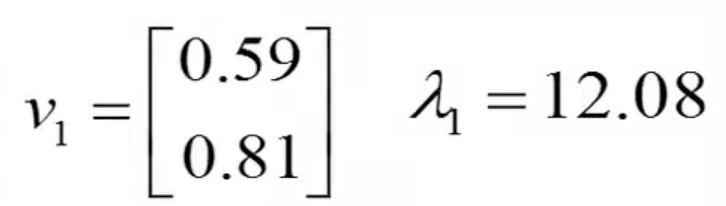 v₁ = [0.59
0.81] λ₁ = 12.08